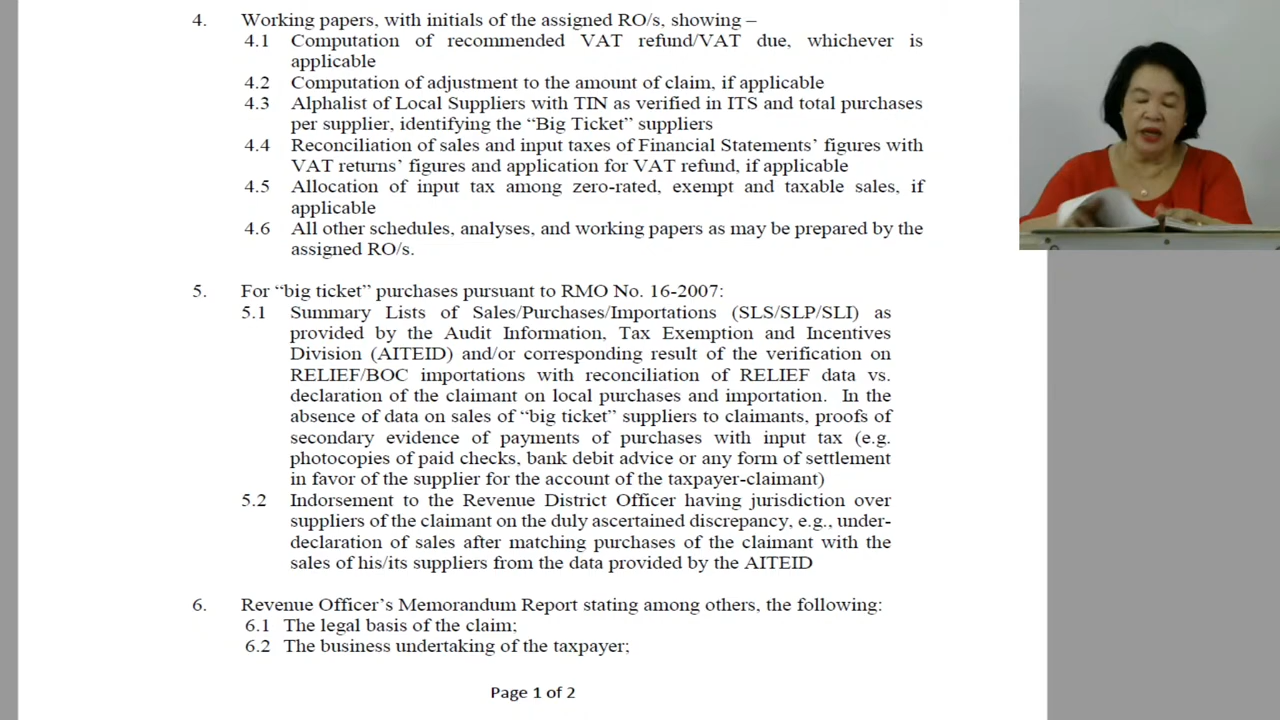 4. Working papers, with initials of the assigned RO/s, showing –
4.1 Computation of recommended VAT refund/VAT due, whichever is
applicable
4.2 Computation of adjustment to the amount of claim, if applicable
4.3 Alphalist of Local Suppliers with TIN as verified in ITS and total purchases
per supplier, identifying the “Big Ticket” suppliers
4.4 Reconciliation of sales and input taxes of Financial Statements’ figures with
VAT returns’ figures and application for VAT refund, if applicable
4.5 Allocation of input tax among zero-rated, exempt and taxable sales, if
applicable
4.6 All other schedules, analyses, and working papers as may be prepared by the
assigned RO/s.
5. For “big ticket” purchases pursuant to RMO No. 16-2007:
5.1 Summary Lists of Sales/Purchases/Importations (SLS/SLP/SLI) as
provided by the Audit Information, Tax Exemption and Incentives
Division (AITEID) and/or corresponding result of the verification on
RELIEF/BOC importations with reconciliation of RELIEF data vs.
declaration of the claimant on local purchases and importation. In the
absence of data on sales of “big ticket” suppliers to claimants, proofs of
secondary evidence of payments of purchases with input tax (e.g.
photocopies of paid checks, bank debit advice or any form of settlement
in favor of the supplier for the account of the taxpayer-claimant)
5.2 Indorsement to the Revenue District Officer having jurisdiction over
suppliers of the claimant on the duly ascertained discrepancy, e.g., under-
declaration of sales after matching purchases of the claimant with the
sales of his/its suppliers from the data provided by the AITEID
6. Revenue Officer’s Memorandum Report stating among others, the following:
6.1 The legal basis of the claim;
6.2 The business undertaking of the taxpayer;
Page 1 of 2